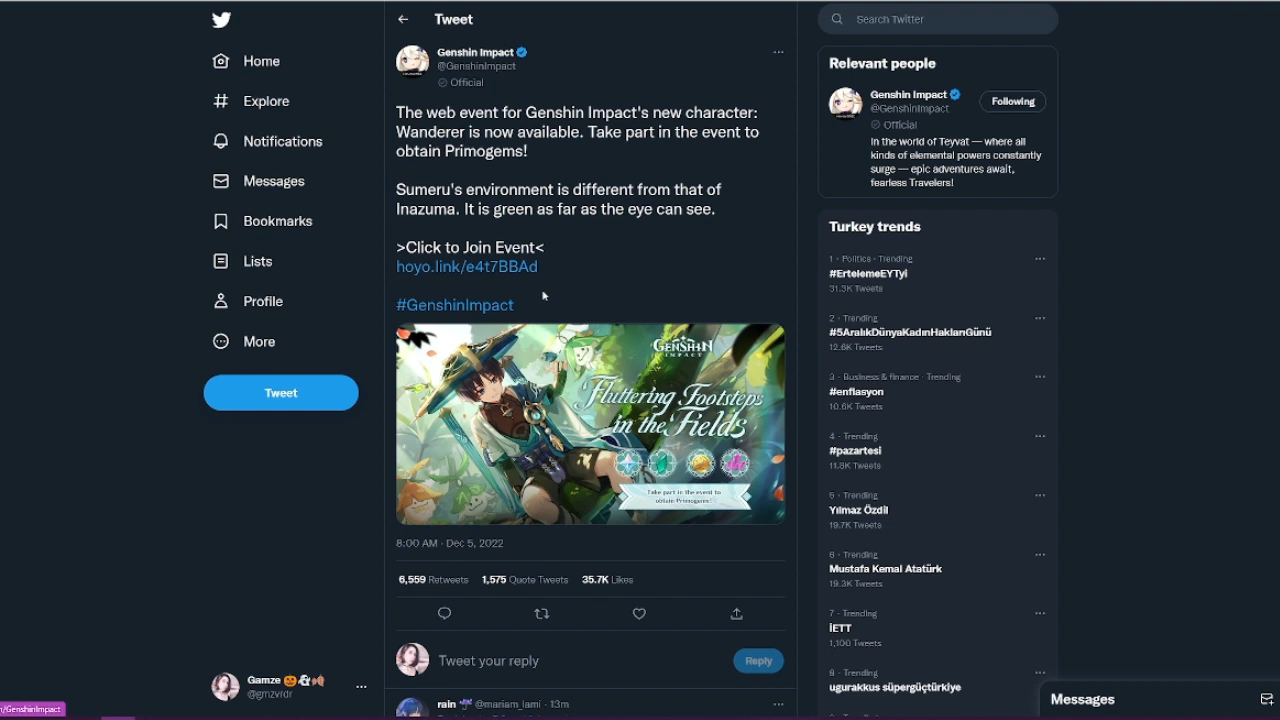 Home
Explore
Notifications
Messages
Bookmarks
Lists
Profile
More
Tweet
Gamze
@gmzvrdr
n/GenshinImpact
Tweet
Genshin Impact
@GenshinImpact
Official
The web event for Genshin Impact's new character:
Wanderer is now available. Take part in the event to
obtain Primogems!
Sumeru's environment is different from that of
Inazuma. It is green as far as the eye can see.
>Click to Join Event<
hoyo.link/e4t7BBAd
#GenshinImpact
GENSHIN
IMPACT
Fluttering Footsteps
in the Fields
Take part in the event to
obtain Primogems!
8:00 AM · Dec 5, 2022
6,559 Retweets 1,575 Quote Tweets 35.7K Likes
Tweet your reply
Reply
rain @mariam_lami · 13m
Search Twitter
Relevant people
Genshin Impact
@GenshinImpact
Following
Official
In the world of Teyvat — where all
kinds of elemental powers constantly
surge — epic adventures await,
fearless Travelers!
Turkey trends
1 · Politics · Trending
#ErtelemeEYTyi
31.3K Tweets
2 · Trending
#5AralıkDünyaKadınHaklarıGünü
12.6K Tweets
3 · Business & finance · Trending
#enflasyon
10.6K Tweets
4 · Trending
#pazartesi
11.8K Tweets
5 · Trending
Yılmaz Özdil
19.7K Tweets
6 · Trending
Mustafa Kemal Atatürk
19.3K Tweets
7 · Trending
İETT
1,100 Tweets
· Trending
ugurakkus süpergüçtürkiye
Messages